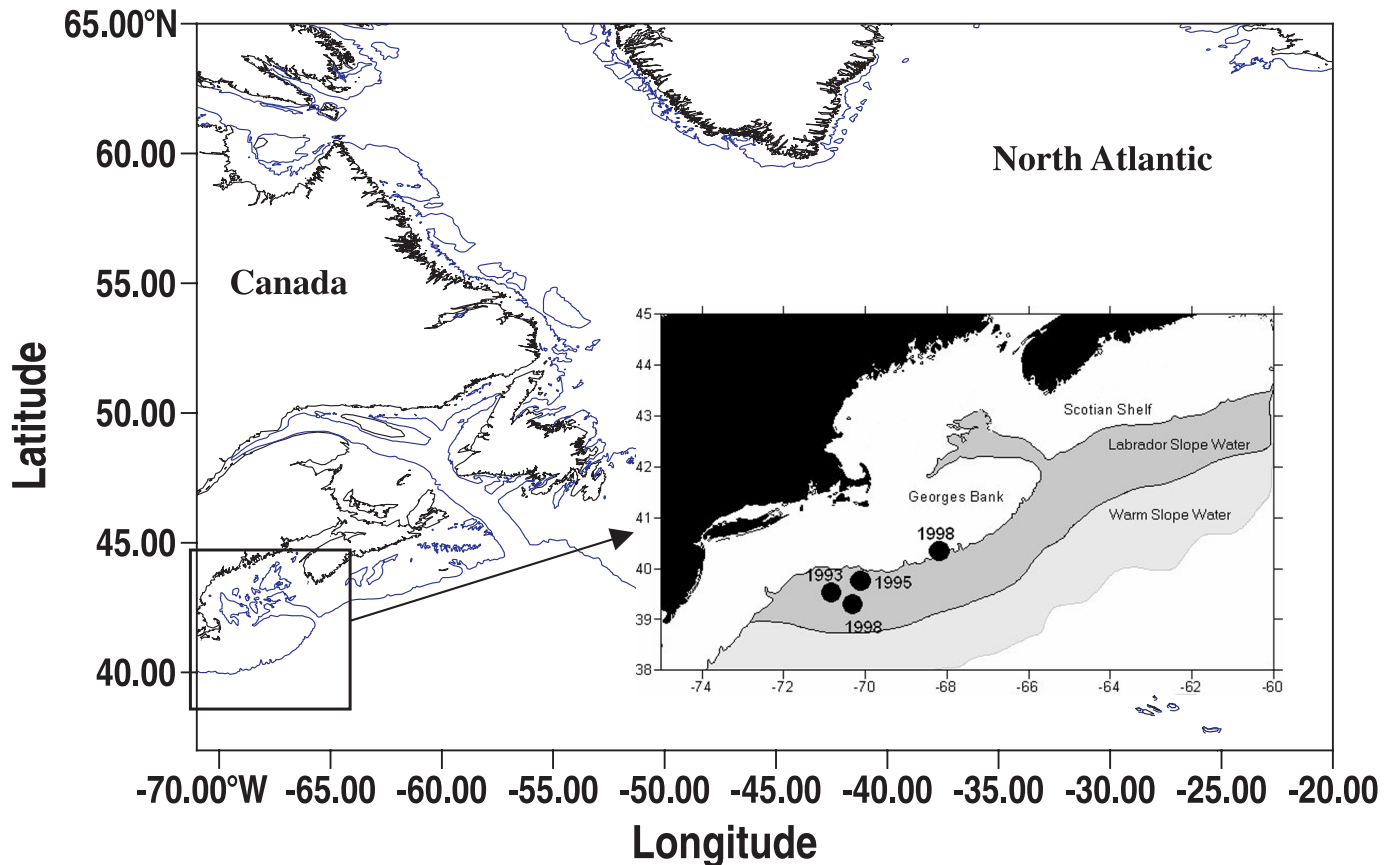 65.00°N
60.00
55.00
50.00
45.00
40.00
Latitude
North Atlantic
Canada
45
44
43
42
41
40
39
38
Scotian Shelf
Labrador Slope Water
Georges Bank
Warm Slope Water
1998
1993
1995
1998
-74 -72 -70 -68 -66 -64 -62 -60
-70.00°W -65.00 -60.00 -55.00 -50.00 -45.00 -40.00 -35.00 -30.00 -25.00 -20.00
Longitude